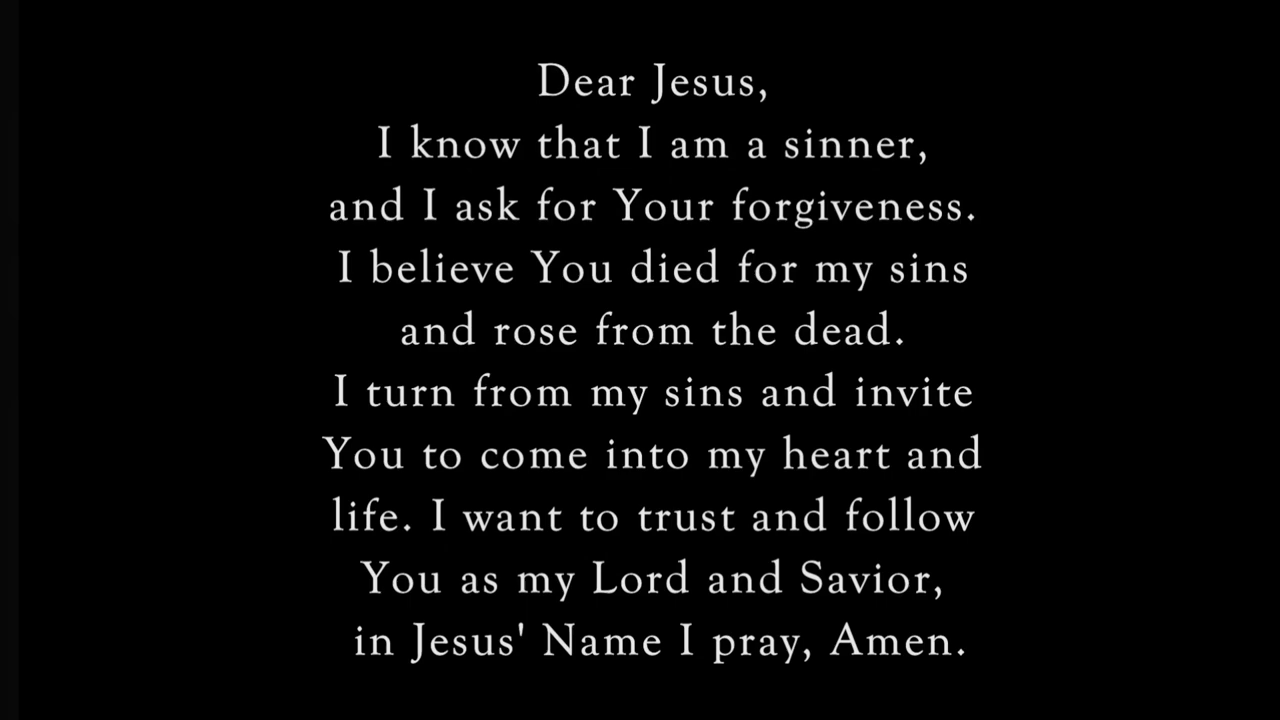 Dear Jesus,
I know that I am a sinner,
and I ask for Your forgiveness.
I believe You died for my sins
and rose from the dead.
I turn from my sins and invite
You to come into my heart and
life. I want to trust and follow
You as my Lord and Savior,
in Jesus' Name I pray, Amen.